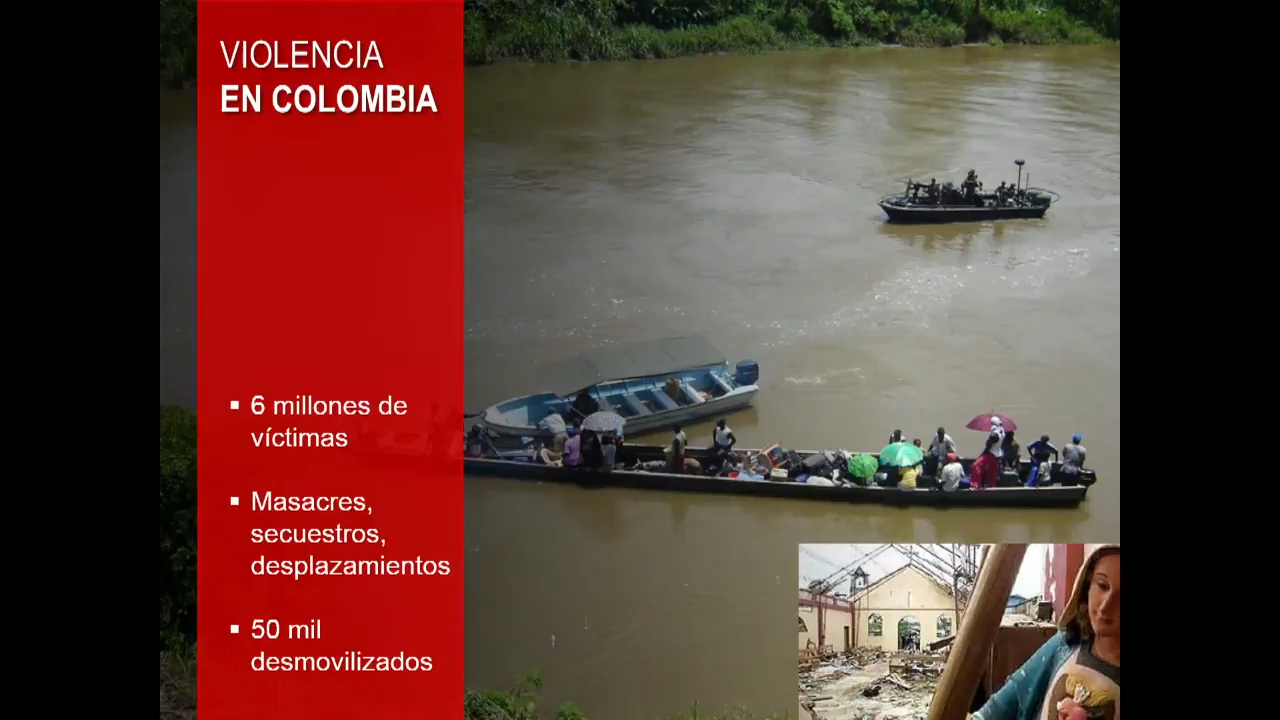 VIOLENCIA
EN COLOMBIA
▪ 6 millones de
víctimas
▪ Masacres,
secuestros,
desplazamientos
▪ 50 mil
desmovilizados